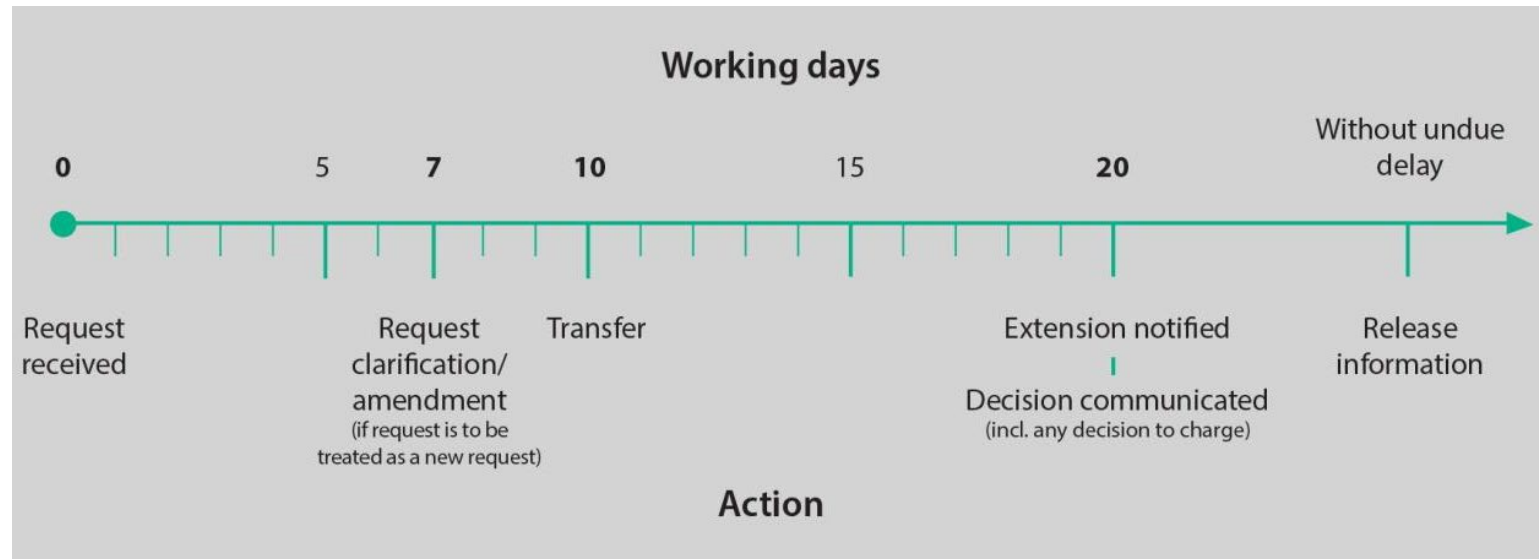 Working days
Without undue
delay
0
5
7
10
15
20
Request
received
Request
clarification/
amendment
(if request is to be
treated as a new request)
Transfer
Extension notified
Decision communicated
(incl. any decision to charge)
Release
information
Action